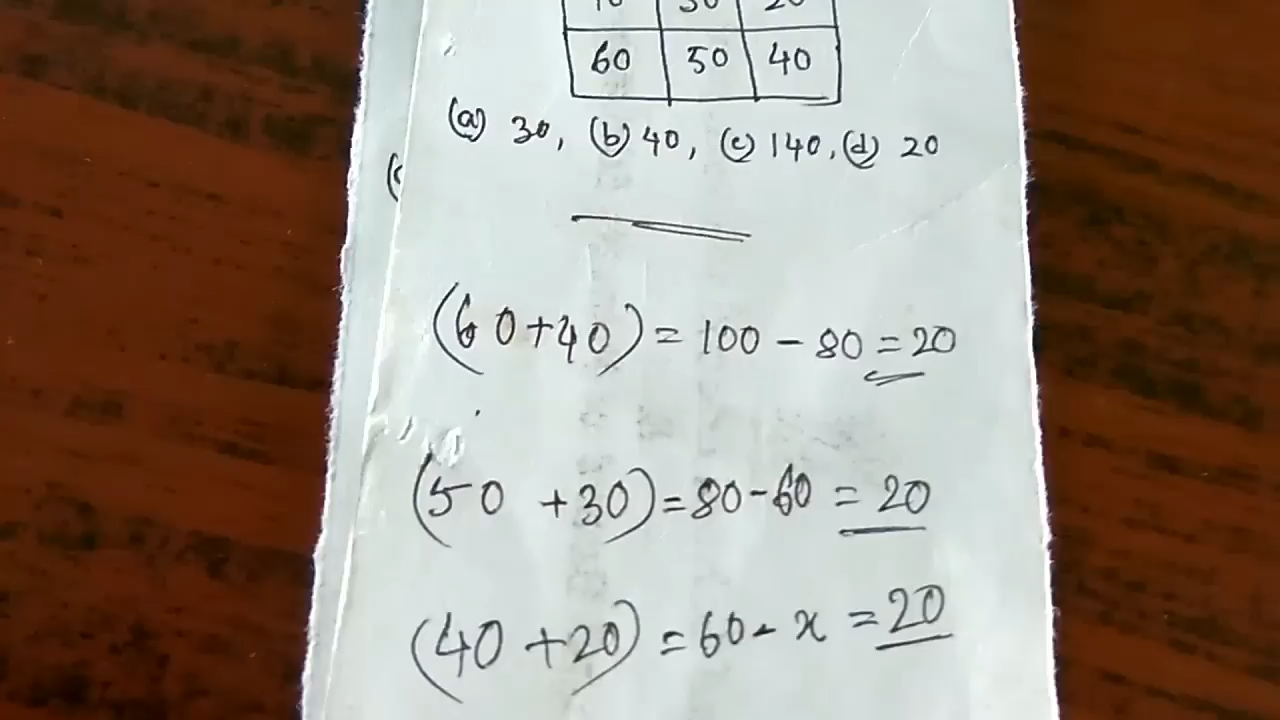 60 50 40
(a) 30, (b) 40, (c) 140, (d) 20
(60+40) = 100 - 80 = 20
(50 +30) = 80 - 60 = 20
(40 +20) = 60 - x = 20